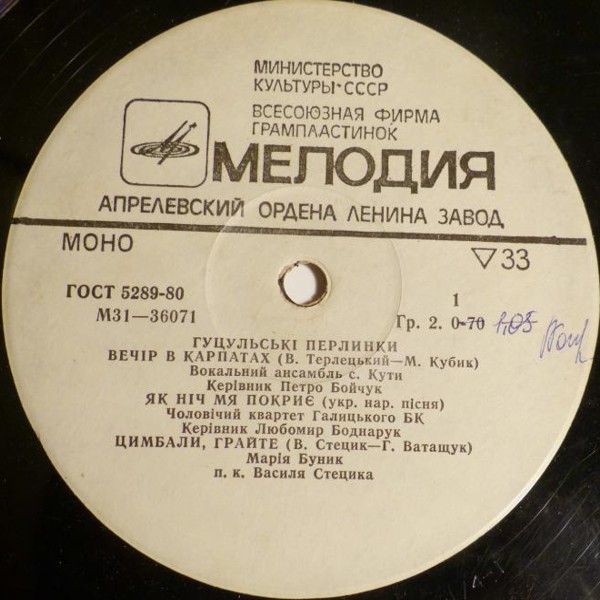 МИНИСТЕРСТВО
КУЛЬТУРЫ СССР
ВСЕСОЮЗНАЯ ФИРМА
ГРАМПЛАСТИНОК
МЕЛОДИЯ
АПРЕЛЕВСКИЙ ОРДЕНА ЛЕНИНА ЗАВОД
МОНО ▽33
ГОСТ 5289-80 1
М31—36071 Гр. 2. 0-70 1,05
ГУЦУЛЬСЬКІ ПЕРЛИНКИ
ВЕЧІР В КАРПАТАХ (В. Терлецький—М. Кубик)
Вокальний ансамбль с. Кути
Керівник Петро Бойчук
ЯК НІЧ МЯ ПОКРИЄ (укр. нар. пісня)
Чоловічий квартет Галицького БК
Керівник Любомир Боднарук
ЦИМБАЛИ, ГРАЙТЕ (В. Стецик—Г. Ватащук)
Марія Буник
п. к. Василя Стецика